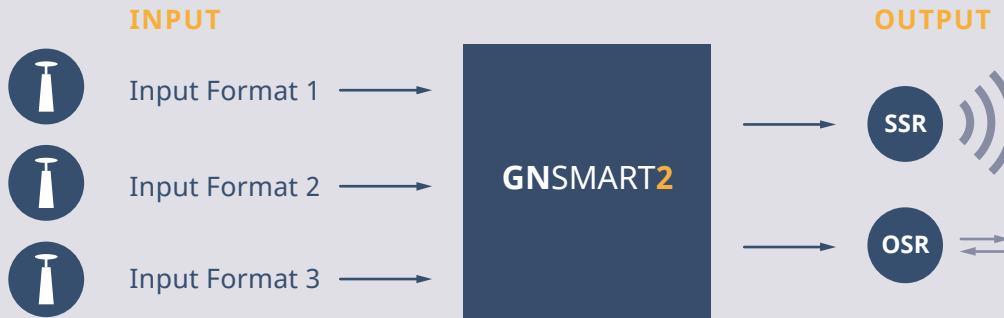 INPUT
OUTPUT
Input Format 1
Input Format 2
Input Format 3
GNSMART2
SSR
OSR